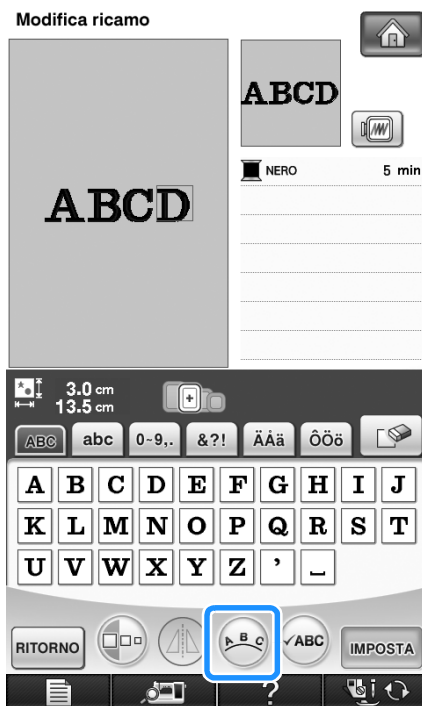 Modifica ricamo
ABCD
ABCD
NERO 5 min
3.0 cm
13.5 cm
ABC abc 0~9,. &?! ÄÅä ÔÖö
A B C D E F G H I J
K L M N O P Q R S T
U V W X Y Z ’ ⎵
RITORNO A B C ✓ABC IMPOSTA
?